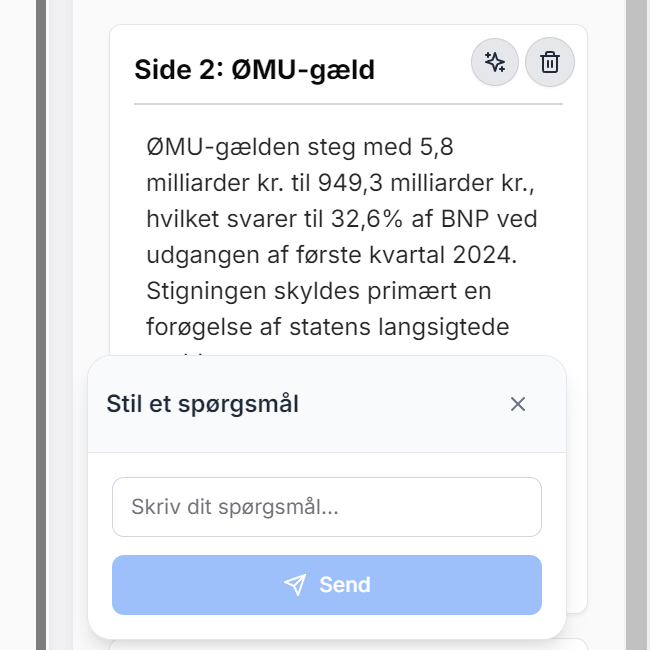 Side 2: ØMU-gæld
ØMU-gælden steg med 5,8
milliarder kr. til 949,3 milliarder kr.,
hvilket svarer til 32,6% af BNP ved
udgangen af første kvartal 2024.
Stigningen skyldes primært en
forøgelse af statens langsigtede
Stil et spørgsmål
Skriv dit spørgsmål...
Send